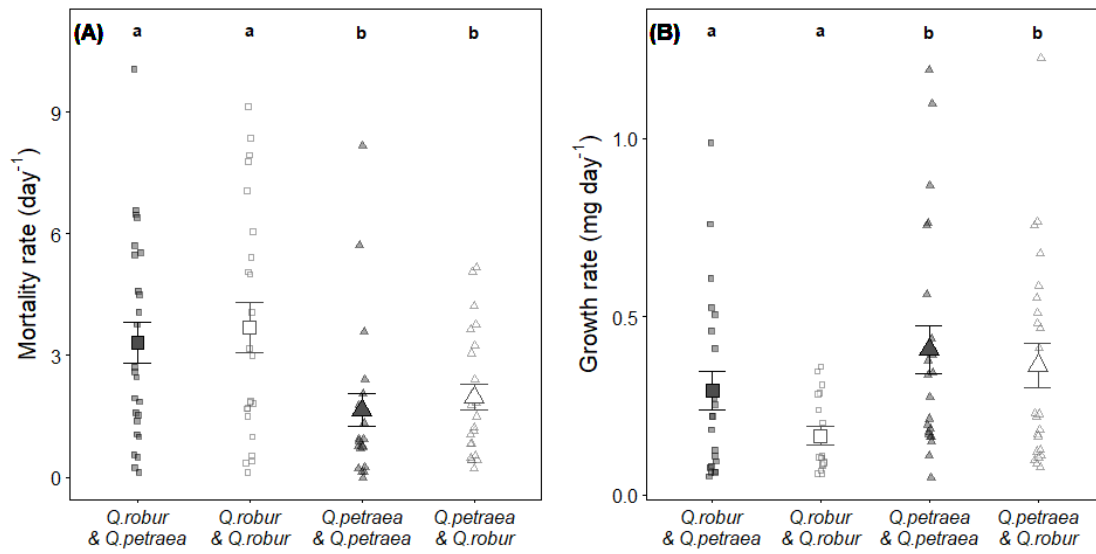 (A) a a b b
9
6
3
0
Mortality rate (day⁻¹)
Q.robur & Q.petraea
Q.robur & Q.robur
Q.petraea & Q.petraea
Q.petraea & Q.robur
(B) a a b b
1.0
0.5
0.0
Growth rate (mg day⁻¹)
Q.robur & Q.petraea
Q.robur & Q.robur
Q.petraea & Q.petraea
Q.petraea & Q.robur